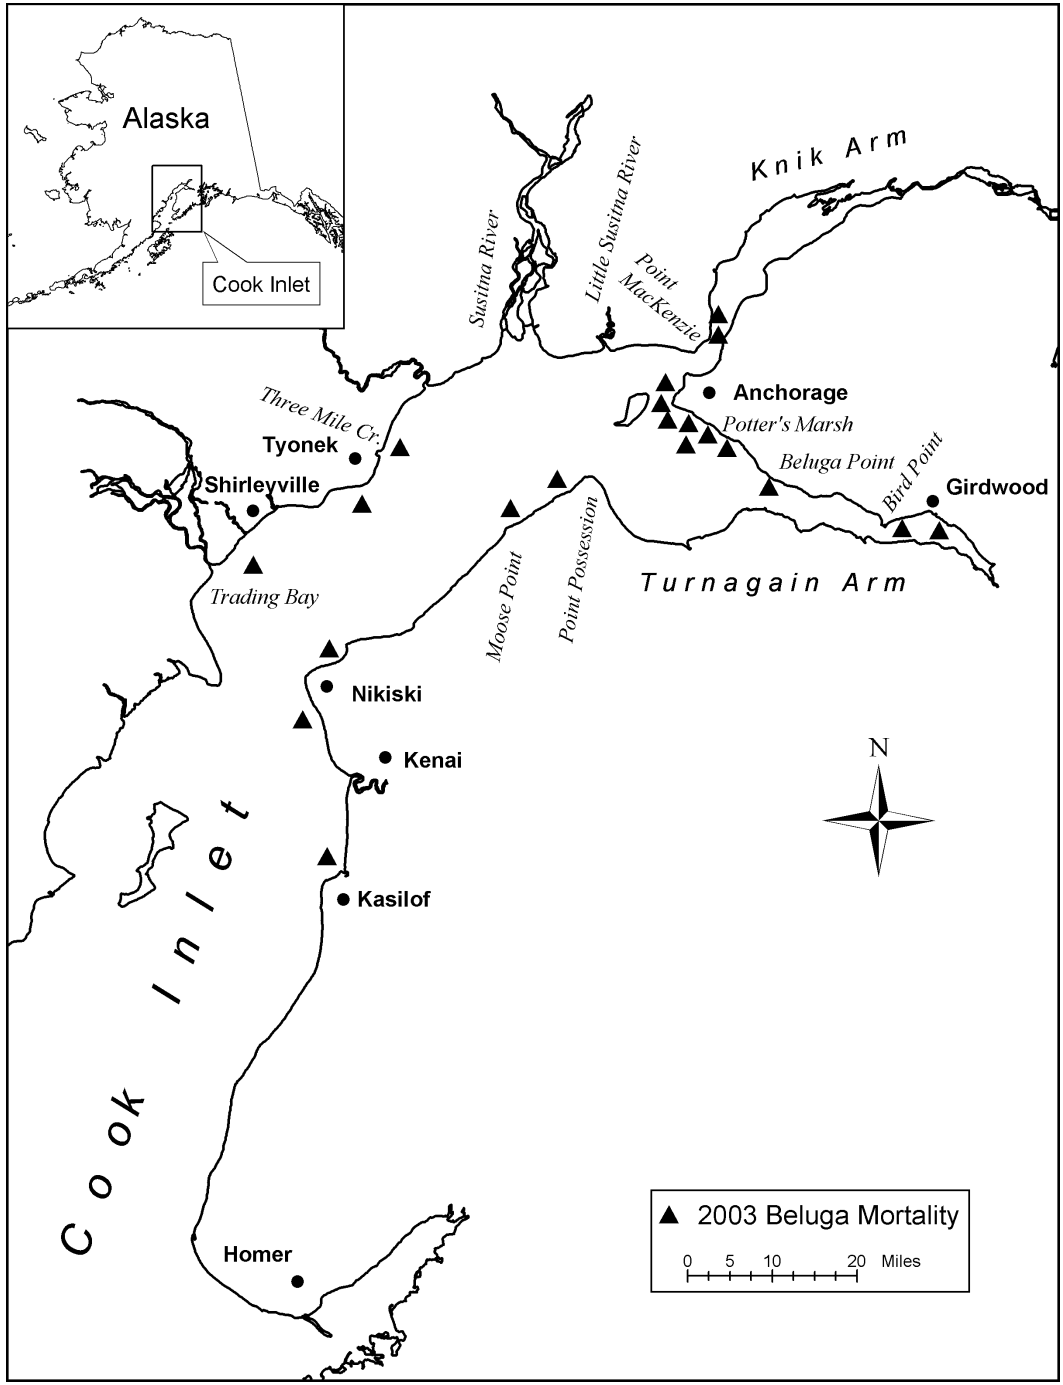 Alaska
Cook Inlet
Knik Arm
Susitna River
Little Susitna River
Point
MacKenzie
Three Mile Cr.
Anchorage
Potter's Marsh
Tyonek
Beluga Point
Bird Point
Shirleyville
Girdwood
Trading Bay
Moose Point
Point Possession
Turnagain Arm
Nikiski
Kenai
N
Kasilof
Cook Inlet
Homer
2003 Beluga Mortality
0 5 10 20 Miles